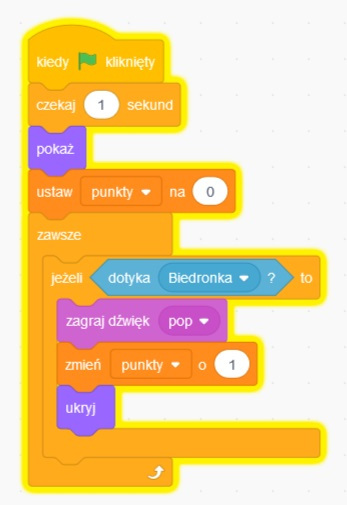 kiedy kliknięty
czekaj 1 sekund
pokaż
ustaw punkty na 0
zawsze
jeżeli dotyka Biedronka ? to
zagraj dźwięk pop
zmień punkty o 1
ukryj